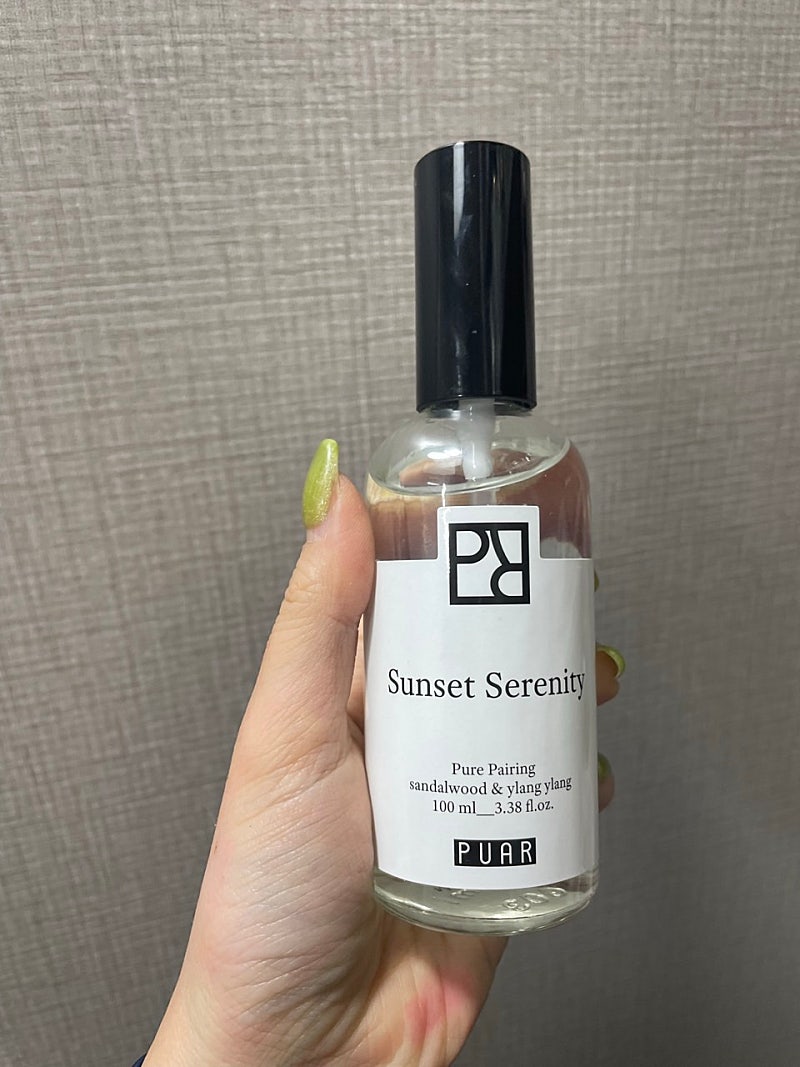 Sunset Serenity
Pure Pairing
sandalwood & ylang ylang
100 ml__3.38 fl.oz.
PUAR